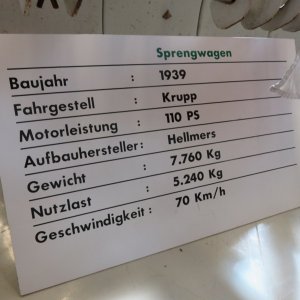 Sprengwagen
Baujahr : 1939
Fahrgestell : Krupp
Motorleistung : 110 PS
Aufbauhersteller: Hellmers
Gewicht : 7.760 Kg
Nutzlast : 5.240 Kg
Geschwindigkeit: 70 Km/h